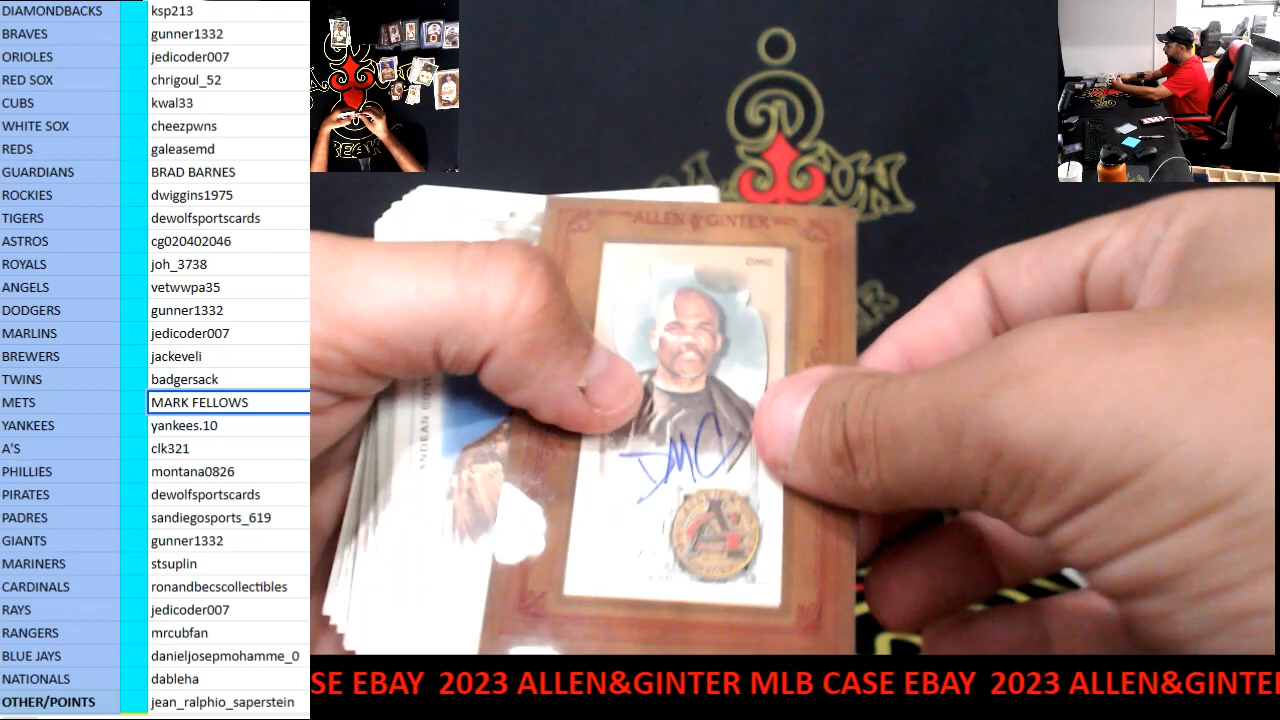 DIAMONDBACKS ksp213
BRAVES gunner1332
ORIOLES jedicoder007
RED SOX chrigoul_52
CUBS kwal33
WHITE SOX cheezpwns
REDS galeasemd
GUARDIANS BRAD BARNES
ROCKIES dwiggins1975
TIGERS dewolfsportscards
ASTROS cg020402046
ROYALS joh_3738
ANGELS vetwwpa35
DODGERS gunner1332
MARLINS jedicoder007
BREWERS jackeveli
TWINS badgersack
METS MARK FELLOWS
YANKEES yankees.10
A'S clk321
PHILLIES montana0826
PIRATES dewolfsportscards
PADRES sandiegosports_619
GIANTS gunner1332
MARINERS stsuplin
CARDINALS ronandbecscollectibles
RAYS jedicoder007
RANGERS mrcubfan
BLUE JAYS danieljosepmohamme_0
NATIONALS dableha
OTHER/POINTS jean_ralphio_saperstein
ALLEN & GINTER
DMC
ANDEAN
SE EBAY 2023 ALLEN&GINTER MLB CASE EBAY 2023 ALLEN&GINTE